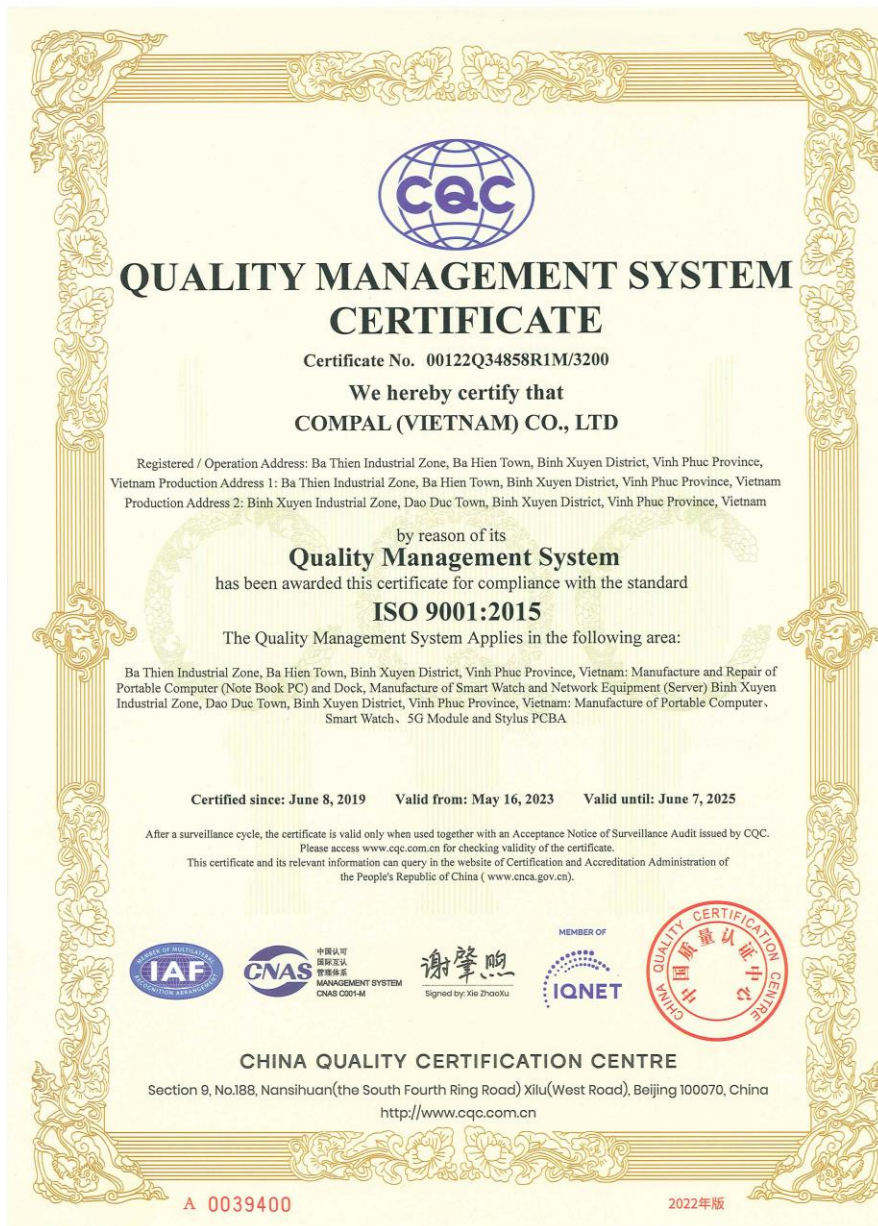 CQC
QUALITY MANAGEMENT SYSTEM
CERTIFICATE
Certificate No. 00122Q34858R1M/3200
We hereby certify that
COMPAL (VIETNAM) CO., LTD
Registered / Operation Address: Ba Thien Industrial Zone, Ba Hien Town, Binh Xuyen District, Vinh Phuc Province,
Vietnam Production Address 1: Ba Thien Industrial Zone, Ba Hien Town, Binh Xuyen District, Vinh Phuc Province, Vietnam
Production Address 2: Binh Xuyen Industrial Zone, Dao Duc Town, Binh Xuyen District, Vinh Phuc Province, Vietnam
by reason of its
Quality Management System
has been awarded this certificate for compliance with the standard
ISO 9001:2015
The Quality Management System Applies in the following area:
Ba Thien Industrial Zone, Ba Hien Town, Binh Xuyen District, Vinh Phuc Province, Vietnam: Manufacture and Repair of
Portable Computer (Note Book PC) and Dock, Manufacture of Smart Watch and Network Equipment (Server) Binh Xuyen
Industrial Zone, Dao Duc Town, Binh Xuyen District, Vinh Phuc Province, Vietnam: Manufacture of Portable Computer、
Smart Watch、5G Module and Stylus PCBA
Certified since: June 8, 2019 Valid from: May 16, 2023 Valid until: June 7, 2025
After a surveillance cycle, the certificate is valid only when used together with an Acceptance Notice of Surveillance Audit issued by CQC.
Please access www.cqc.com.cn for checking validity of the certificate.
This certificate and its relevant information can query in the website of Certification and Accreditation Administration of
the People's Republic of China ( www.cnca.gov.cn).
MEMBER OF MULTILATERAL
IAF
RECOGNITION ARRANGEMENT
CNAS
中国认可
国际互认
管理体系
MANAGEMENT SYSTEM
CNAS C001-M
谢肇煦
Signed by: Xie ZhaoXu
MEMBER OF
IQNET
CHINA QUALITY CERTIFICATION CENTRE
中国质量认证中心
CHINA QUALITY CERTIFICATION CENTRE
Section 9, No.188, Nansihuan(the South Fourth Ring Road) Xilu(West Road), Beijing 100070, China
http://www.cqc.com.cn
A 0039400
2022年版